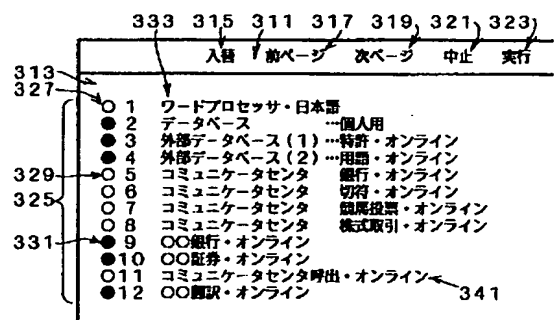 333 315 311 317 319 321 323
入替 前ページ 次ページ 中止 実行
313
327
○ 1 ワードプロセッサ・日本語
● 2 データベース …個人用
● 3 外部データベース(1)…特許・オンライン
● 4 外部データベース(2)…用語・オンライン
329 ○ 5 コミュニケータセンタ 銀行・オンライン
325 ○ 6 コミュニケータセンタ 切符・オンライン
○ 7 コミュニケータセンタ 競馬投票・オンライン
○ 8 コミュニケータセンタ 株式取引・オンライン
331 ● 9 ○○銀行・オンライン
●10 ○○証券・オンライン
○11 コミュニケータセンタ呼出・オンライン
●12 ○○翻訳・オンライン 341